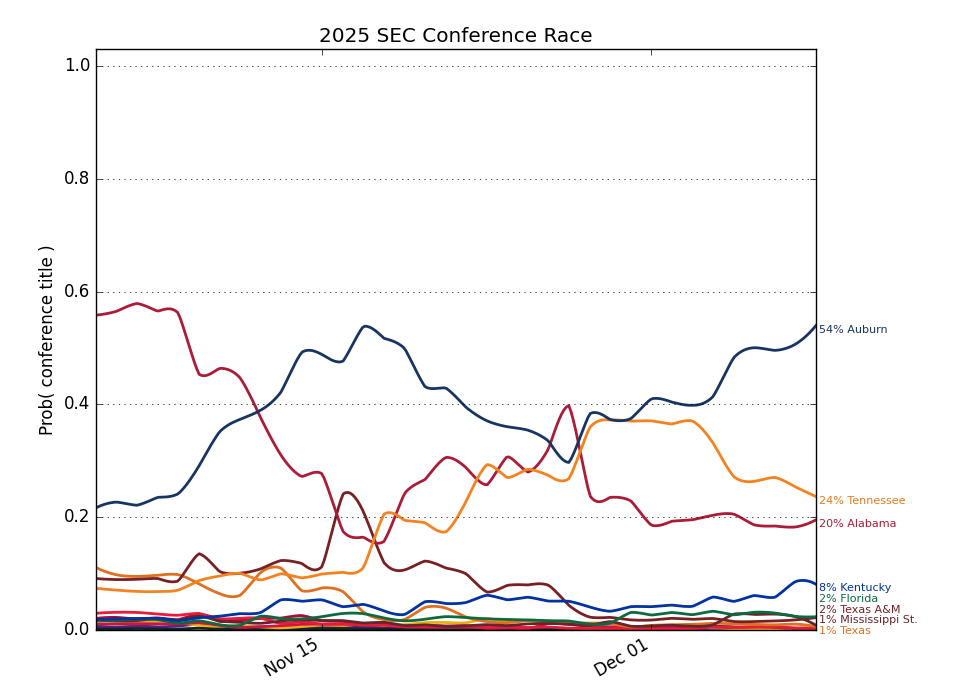 2025 SEC Conference Race
Prob( conference title )
1.0
0.8
0.6
0.4
0.2
0.0
Nov 15
Dec 01
54% Auburn
24% Tennessee
20% Alabama
8% Kentucky
2% Florida
2% Texas A&M
1% Mississippi St.
1% Texas